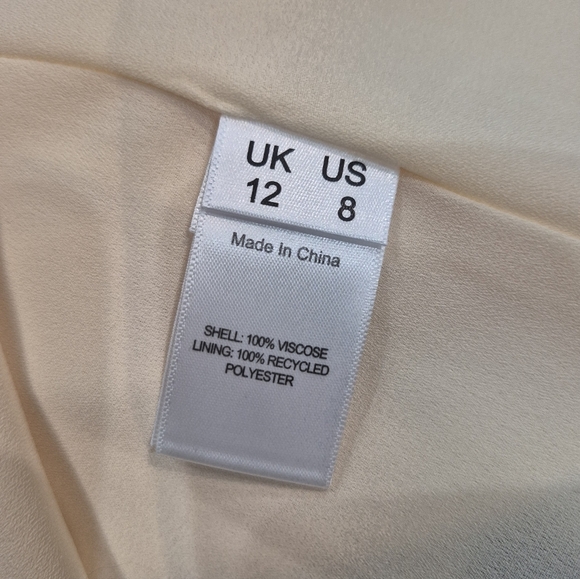 UK US
12 8
Made In China
SHELL: 100% VISCOSE
LINING: 100% RECYCLED
POLYESTER